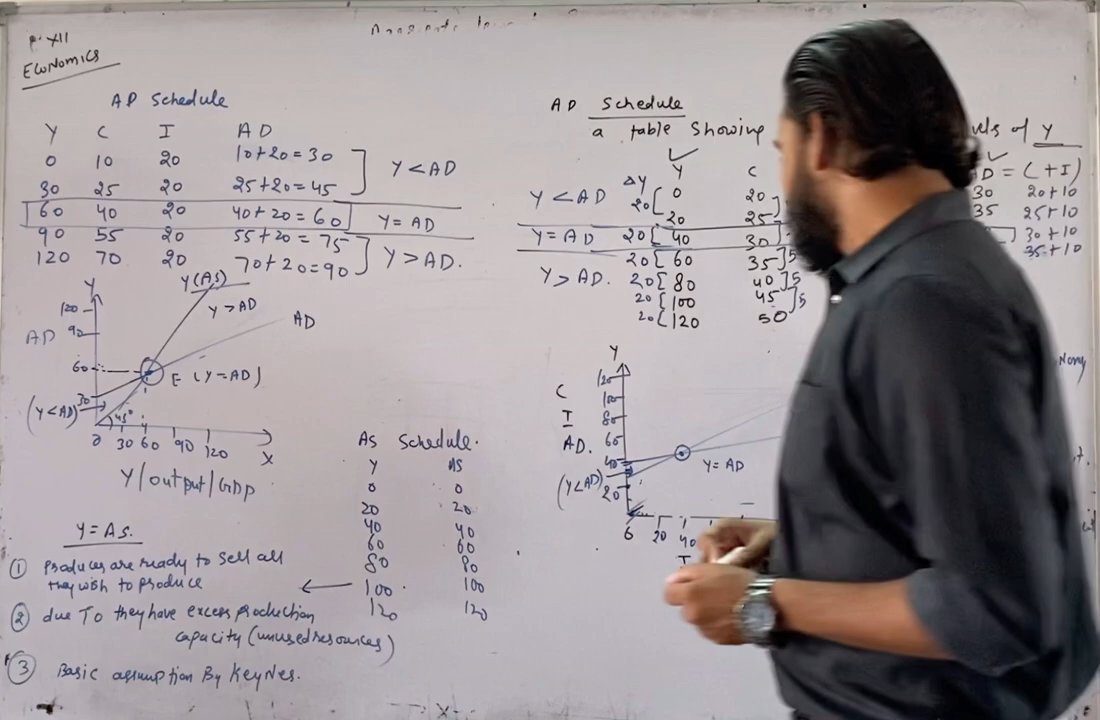 XII
ECONOMICS
AD Schedule
Y C I AD
0 10 20 10+20=30
30 25 20 25+20=45
Y<AD
60 40 20 40+20=60 Y=AD
90 55 20 55+20=75
120 70 20 70+20=90
Y>AD.
Y(AS)
Y
Y>AD
AD
120
90
60
30
AD
E (Y=AD)
(Y<AD)
45°
0 30 60 90 120 X
Y/output/GDP
Y=AS.
① Produces are ready to sell all
they wish to produce
② due To they have excess production
capacity (unused resources)
③ Basic assumption By KeyNes.
AS Schedule.
Y AS
0 0
20 20
40 40
60 60
80 80
100 100
120 120
AD Schedule
a table showing
of Y
ΔY Y C
D = C+I
Y<AD
20 0 20 30 20+10
20 25 35 25+10
Y=AD 20 40 30 30+10
20 60 35 5 35+10
Y>AD. 20 80 40 5
20 100 45 5
20 120 50
Y
C
I
AD.
120
100
80
60
40
20
Y=AD
(Y<AD)
20 40